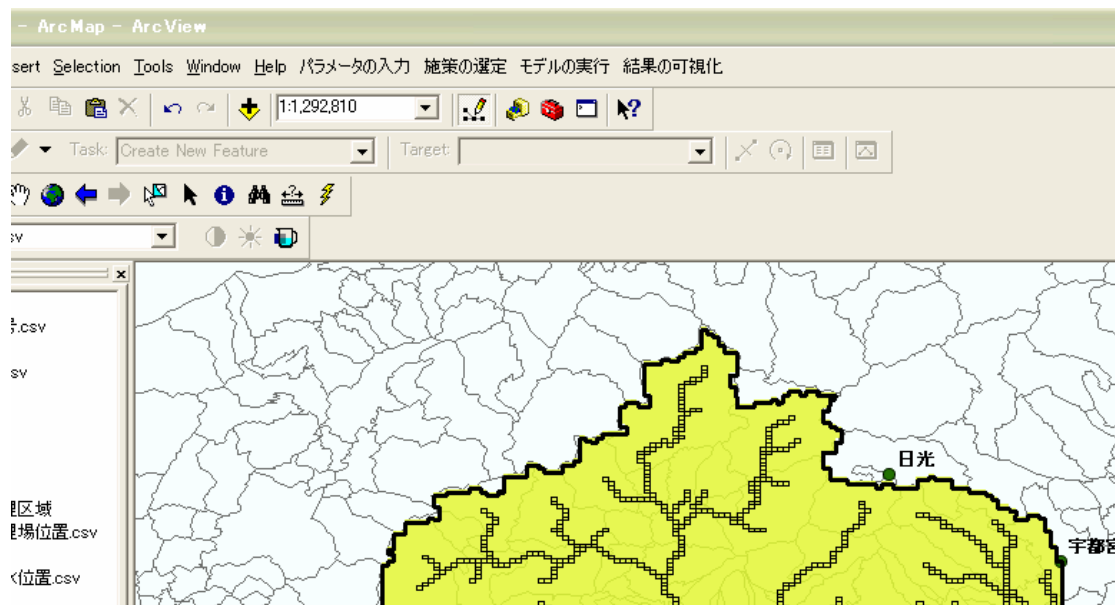 - ArcMap - ArcView
sert Selection Tools Window Help パラメータの入力 施策の選定 モデルの実行 結果の可視化
1:1,292,810
Task: Create New Feature Target:
sv
.csv
sv
日光
区域
場位置.csv
宇都宮
位置.csv